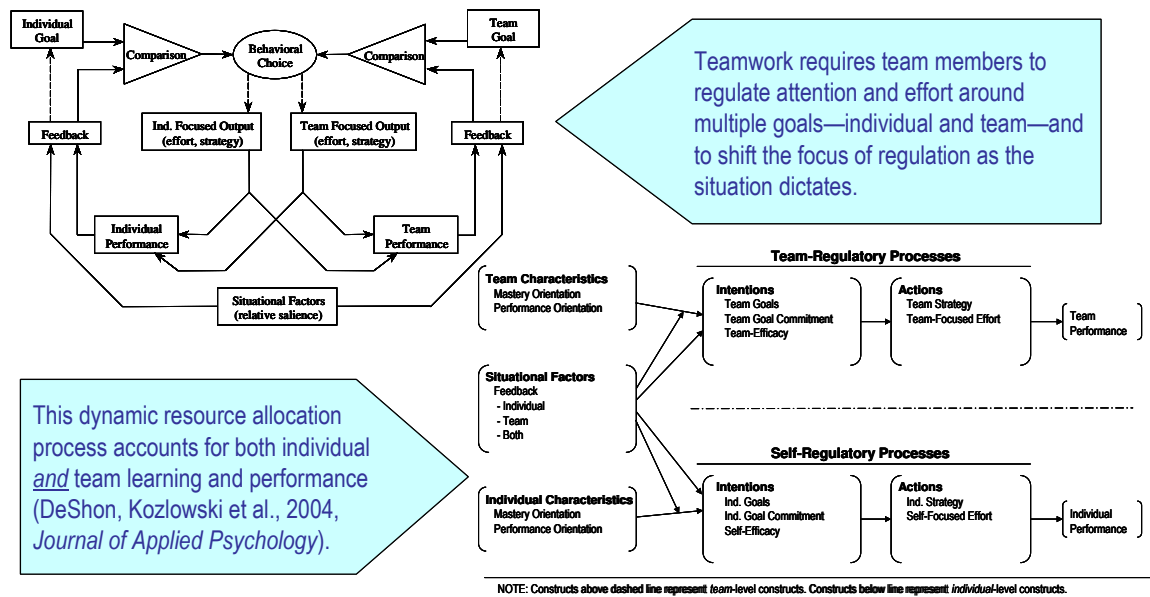 Individual
Goal
Comparison
Behavioral
Choice
Comparison
Team
Goal
Feedback
Ind. Focused Output
(effort, strategy)
Team Focused Output
(effort, strategy)
Feedback
Individual
Performance
Team
Performance
Situational Factors
(relative salience)
Teamwork requires team members to
regulate attention and effort around
multiple goals—individual and team—and
to shift the focus of regulation as the
situation dictates.
This dynamic resource allocation
process accounts for both individual
and team learning and performance
(DeShon, Kozlowski et al., 2004,
Journal of Applied Psychology).
Team-Regulatory Processes
Team Characteristics
Mastery Orientation
Performance Orientation
Intentions
Team Goals
Team Goal Commitment
Team-Efficacy
Actions
Team Strategy
Team-Focused Effort
Team
Performance
Situational Factors
Feedback
- Individual
- Team
- Both
Self-Regulatory Processes
Individual Characteristics
Mastery Orientation
Performance Orientation
Intentions
Ind. Goals
Ind. Goal Commitment
Self-Efficacy
Actions
Ind. Strategy
Self-Focused Effort
Individual
Performance
NOTE: Constructs above dashed line represent team-level constructs. Constructs below line represent individual-level constructs.